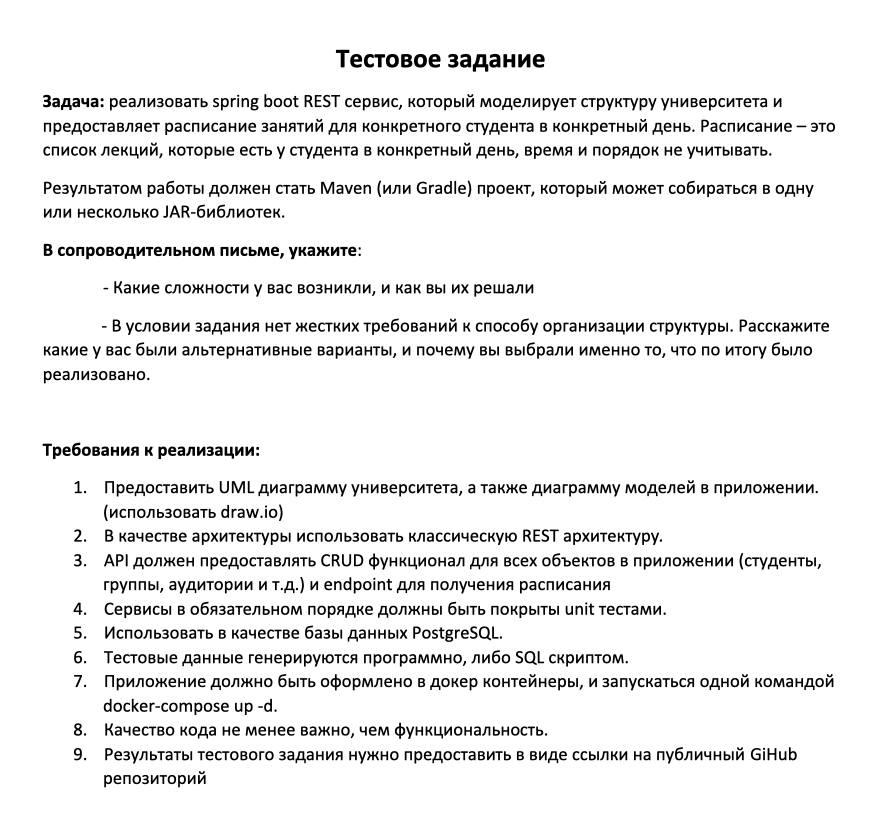 Тестовое задание
Задача: реализовать spring boot REST сервис, который моделирует структуру университета и
предоставляет расписание занятий для конкретного студента в конкретный день. Расписание – это
список лекций, которые есть у студента в конкретный день, время и порядок не учитывать.
Результатом работы должен стать Maven (или Gradle) проект, который может собираться в одну
или несколько JAR-библиотек.
В сопроводительном письме, укажите:
- Какие сложности у вас возникли, и как вы их решали
- В условии задания нет жестких требований к способу организации структуры. Расскажите
какие у вас были альтернативные варианты, и почему вы выбрали именно то, что по итогу было
реализовано.
Требования к реализации:
1. Предоставить UML диаграмму университета, а также диаграмму моделей в приложении.
(использовать draw.io)
2. В качестве архитектуры использовать классическую REST архитектуру.
3. API должен предоставлять CRUD функционал для всех объектов в приложении (студенты,
группы, аудитории и т.д.) и endpoint для получения расписания
4. Сервисы в обязательном порядке должны быть покрыты unit тестами.
5. Использовать в качестве базы данных PostgreSQL.
6. Тестовые данные генерируются программно, либо SQL скриптом.
7. Приложение должно быть оформлено в докер контейнеры, и запускаться одной командой
docker-compose up -d.
8. Качество кода не менее важно, чем функциональность.
9. Результаты тестового задания нужно предоставить в виде ссылки на публичный GiHub
репозиторий